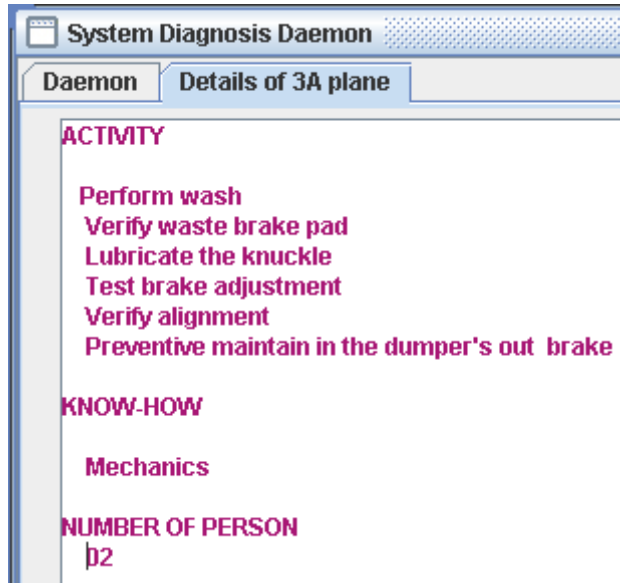 System Diagnosis Daemon
Daemon Details of 3A plane
ACTIVITY
Perform wash
Verify waste brake pad
Lubricate the knuckle
Test brake adjustment
Verify alignment
Preventive maintain in the dumper's out brake
KNOW-HOW
Mechanics
NUMBER OF PERSON
02